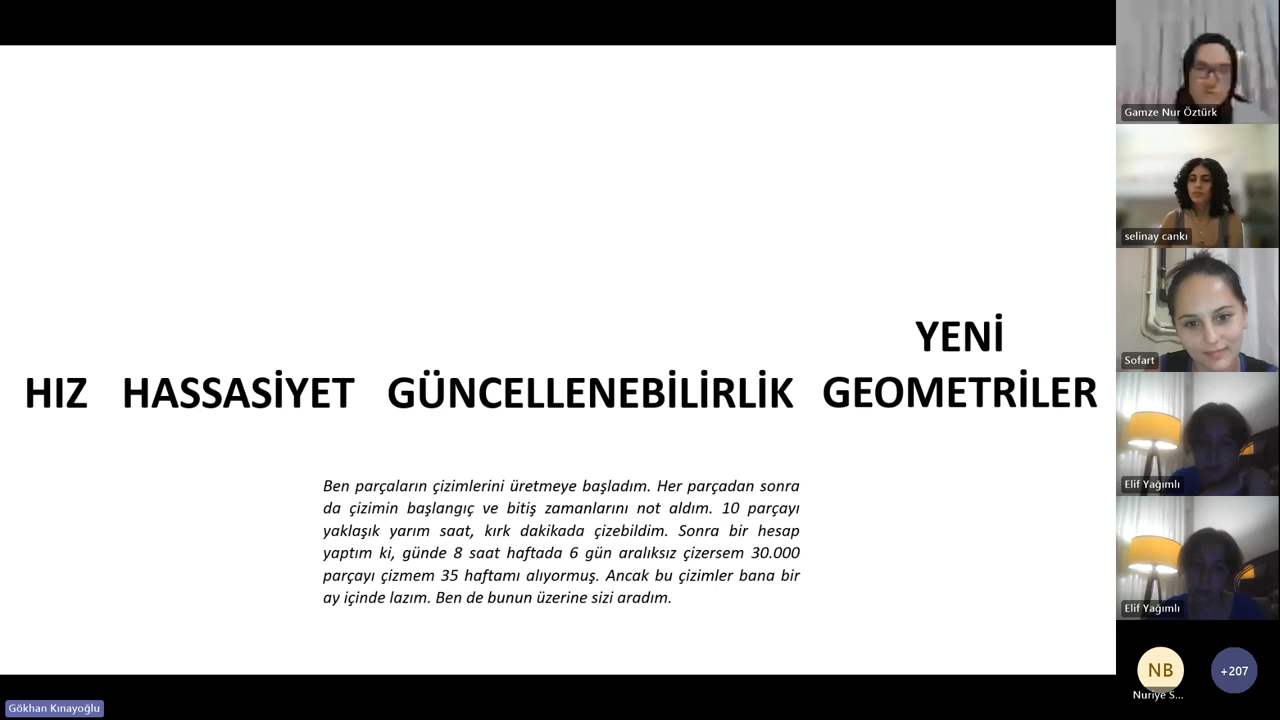 YENİ
HIZ HASSASİYET GÜNCELLENEBİLİRLİK GEOMETRİLER
Ben parçaların çizimlerini üretmeye başladım. Her parçadan sonra
da çizimin başlangıç ve bitiş zamanlarını not aldım. 10 parçayı
yaklaşık yarım saat, kırk dakikada çizebildim. Sonra bir hesap
yaptım ki, günde 8 saat haftada 6 gün aralıksız çizersem 30.000
parçayı çizmem 35 haftamı alıyormuş. Ancak bu çizimler bana bir
ay içinde lazım. Ben de bunun üzerine sizi aradım.
Gamze Nur Öztürk
selinay cankı
Sofart
Elif Yağımlı
Elif Yağımlı
NB
+207
Nuriye S...
Gökhan Kınayoğlu